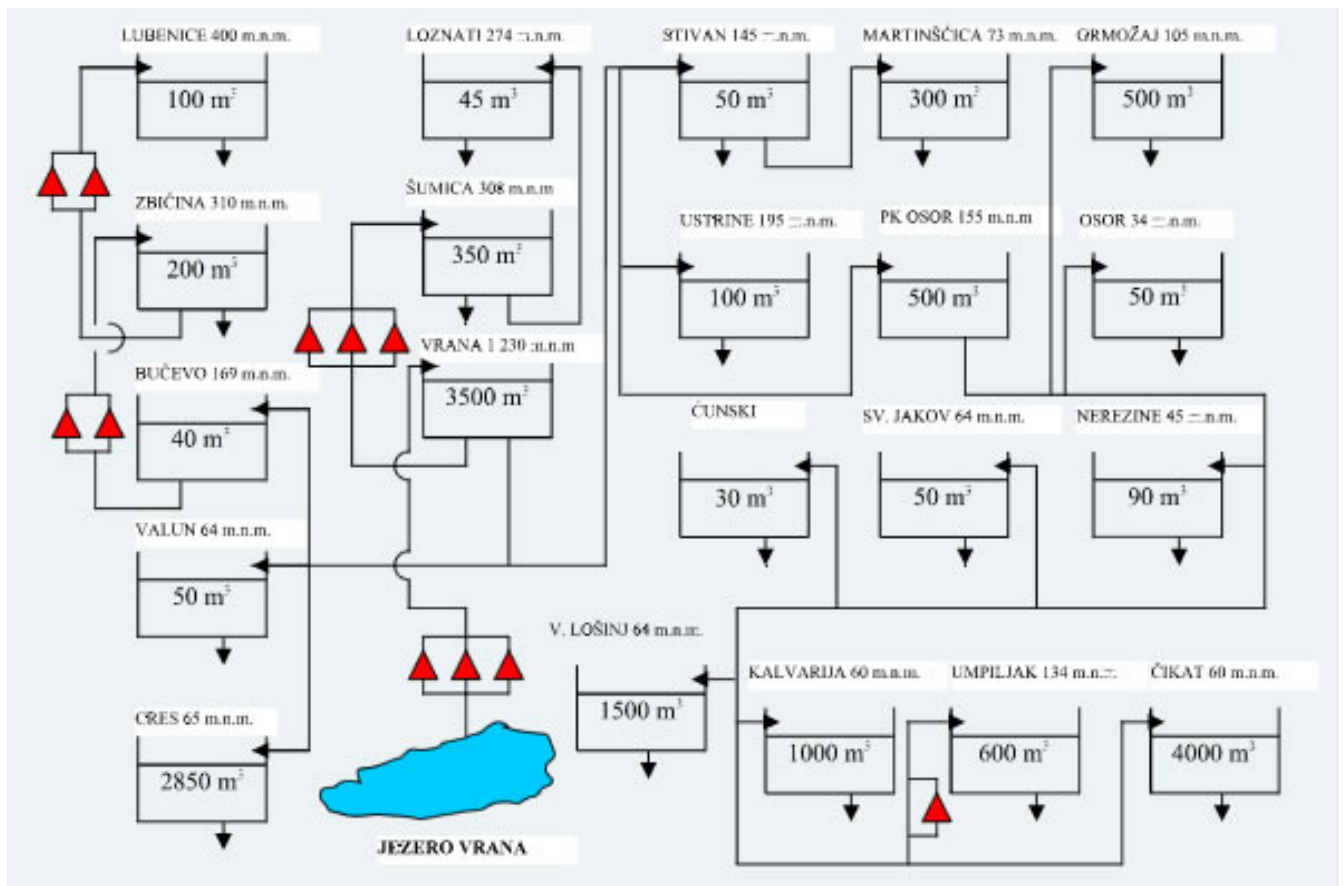 LUBENICE 400 m.n.m.
100 m³
LOZNATI 274 m.n.m.
45 m³
STIVAN 145 m.n.m.
50 m³
MARTINŠĆICA 73 m.n.m.
300 m³
GRMOŽAJ 105 m.n.m.
500 m³
ZBIĆINA 310 m.n.m.
200 m³
ŠUMICA 308 m.n.m
350 m³
USTRINE 195 m.n.m.
100 m³
PK OSOR 155 m.n.m
500 m³
OSOR 34 m.n.m.
50 m³
BUČEVO 169 m.n.m.
40 m³
VRANA 1 230 m.n.m
3500 m³
ĆUNSKI
30 m³
SV. JAKOV 64 m.n.m.
50 m³
NEREZINE 45 m.n.m.
90 m³
VALUN 64 m.n.m.
50 m³
V. LOŠINJ 64 m.n.m.
1500 m³
KALVARIJA 60 m.n.m.
1000 m³
UMPILJAK 134 m.n.m.
600 m³
ČIKAT 60 m.n.m.
4000 m³
CRES 65 m.n.m.
2850 m³
JEZERO VRANA